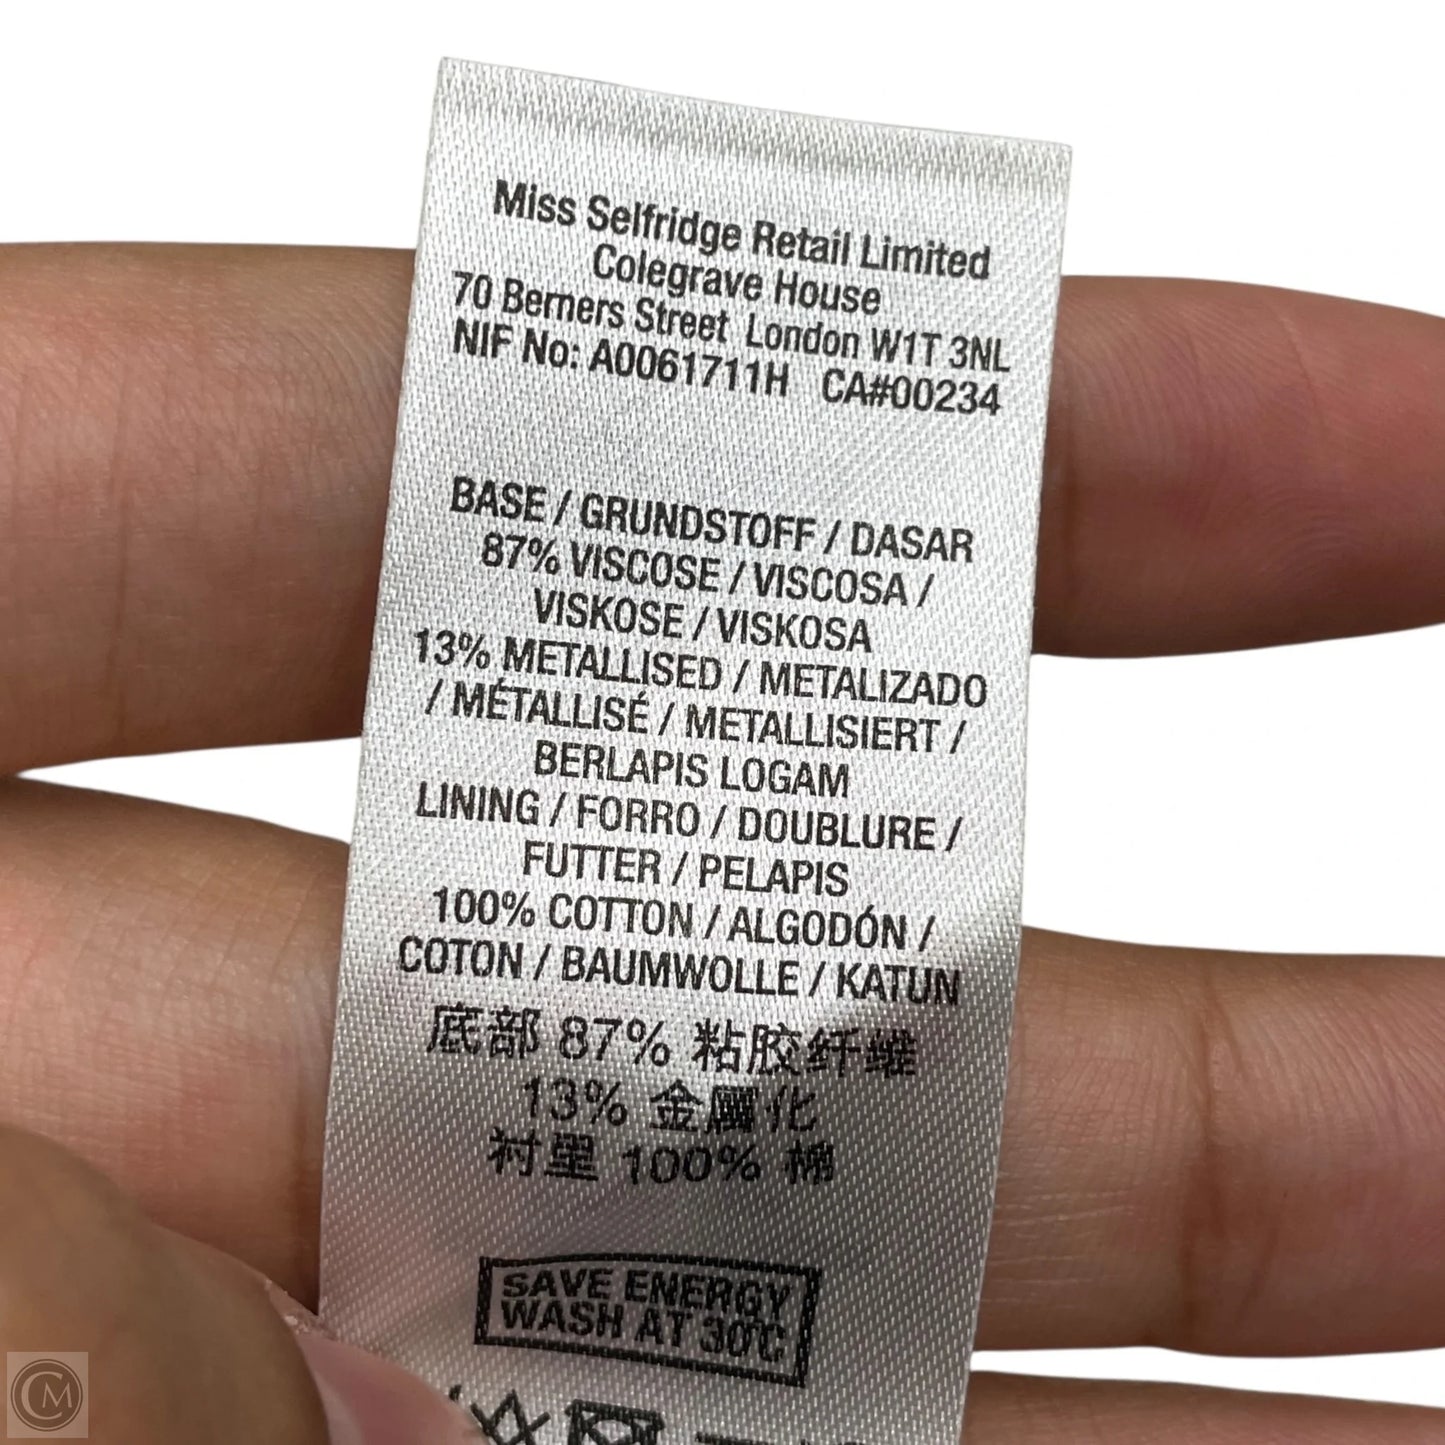 Miss Selfridge Retail Limited
Colegrave House
70 Berners Street London W1T 3NL
NIF No: A0061711H CA#00234
BASE / GRUNDSTOFF / DASAR
87% VISCOSE / VISCOSA /
VISKOSE / VISKOSA
13% METALLISED / METALIZADO
/ MÉTALLISÉ / METALLISIERT /
BERLAPIS LOGAM
LINING / FORRO / DOUBLURE /
FUTTER / PELAPIS
100% COTTON / ALGODÓN /
COTON / BAUMWOLLE / KATUN
底部 87% 粘胶纤维
13% 金屬化
衬里 100% 棉
SAVE ENERGY
WASH AT 30°C
CM